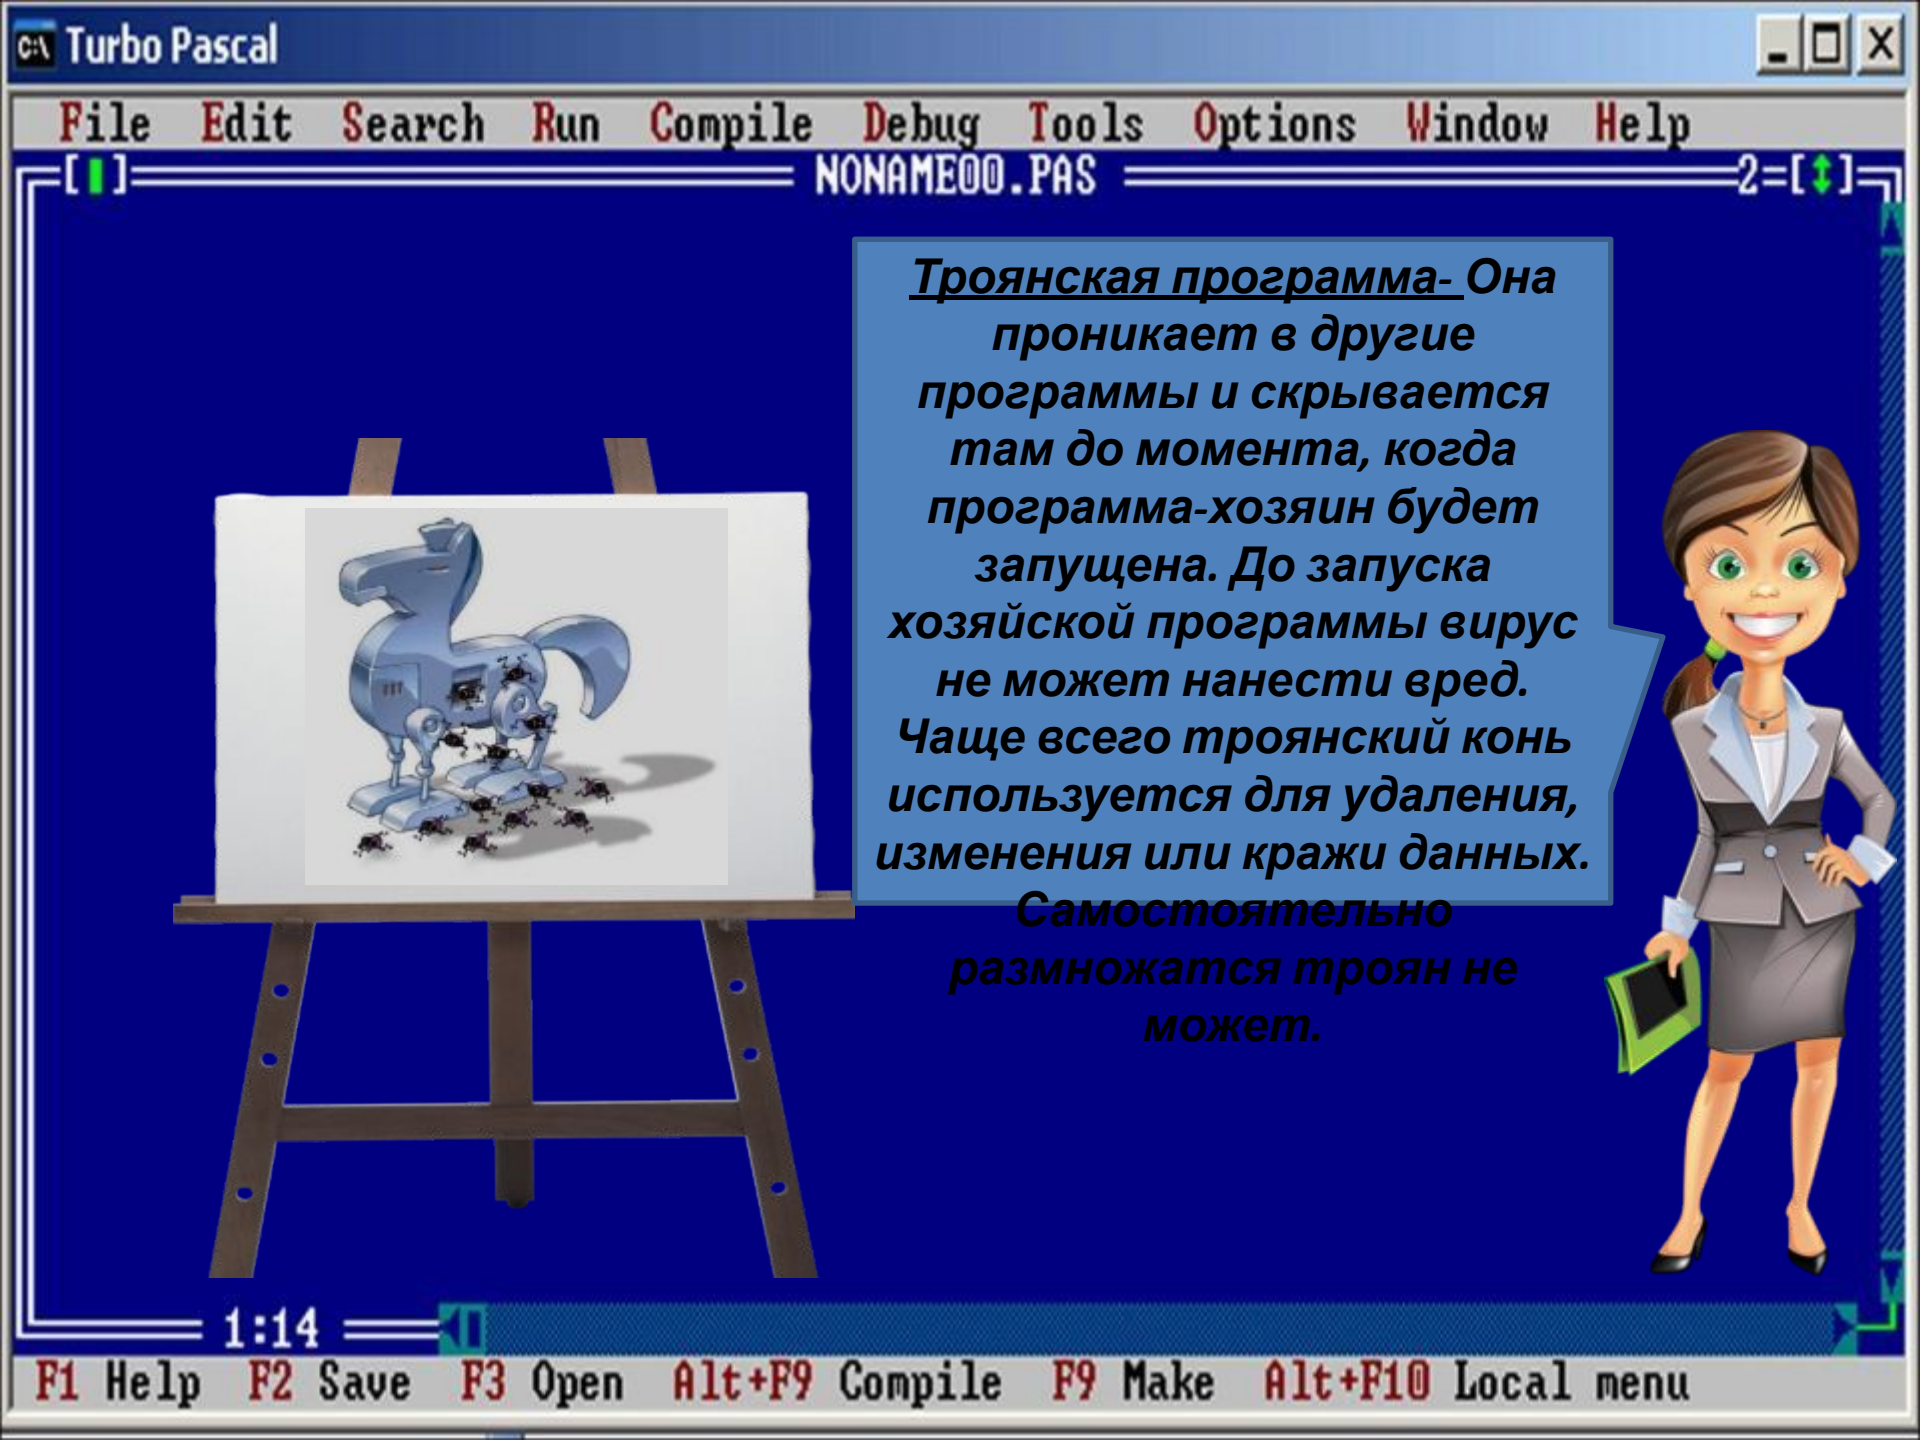 C:\ Turbo Pascal
File Edit Search Run Compile Debug Tools Options Window Help
[ ] NONAME00.PAS 2=[↕]
Троянская программа- Она
проникает в другие
программы и скрывается
там до момента, когда
программа-хозяин будет
запущена. До запуска
хозяйской программы вирус
не может нанести вред.
Чаще всего троянский конь
используется для удаления,
изменения или кражи данных.
Самостоятельно
размножатся троян не
может.
1:14
F1 Help F2 Save F3 Open Alt+F9 Compile F9 Make Alt+F10 Local menu